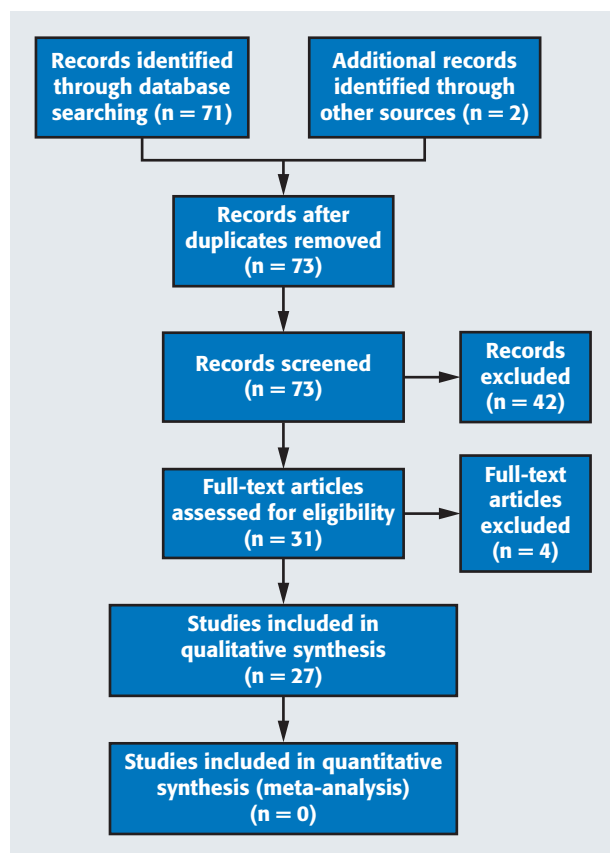 Records identified
through database
searching (n = 71)
Additional records
identified through
other sources (n = 2)
Records after
duplicates removed
(n = 73)
Records screened
(n = 73)
Records
excluded
(n = 42)
Full-text articles
assessed for eligibility
(n = 31)
Full-text
articles
excluded
(n = 4)
Studies included in
qualitative synthesis
(n = 27)
Studies included in quantitative
synthesis (meta-analysis)
(n = 0)